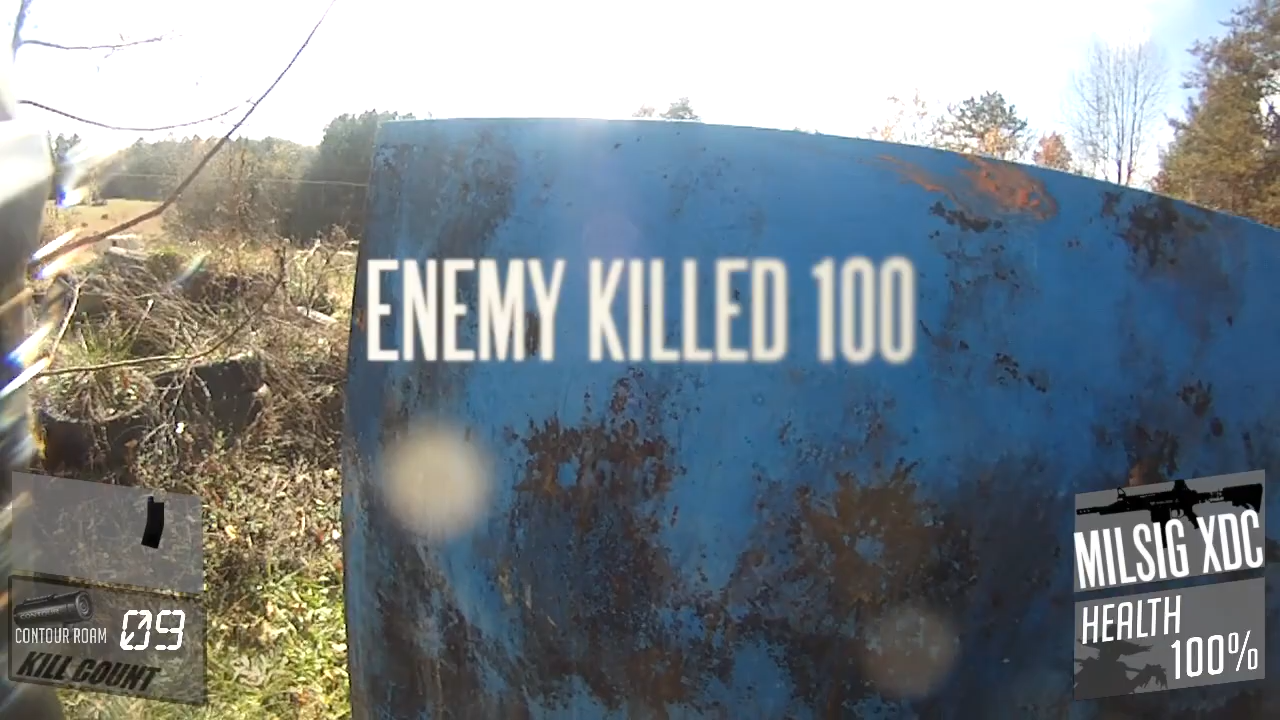 ENEMY KILLED 100
MILSIG XDC
CONTOUR ROAM 09
KILL COUNT
HEALTH
100%